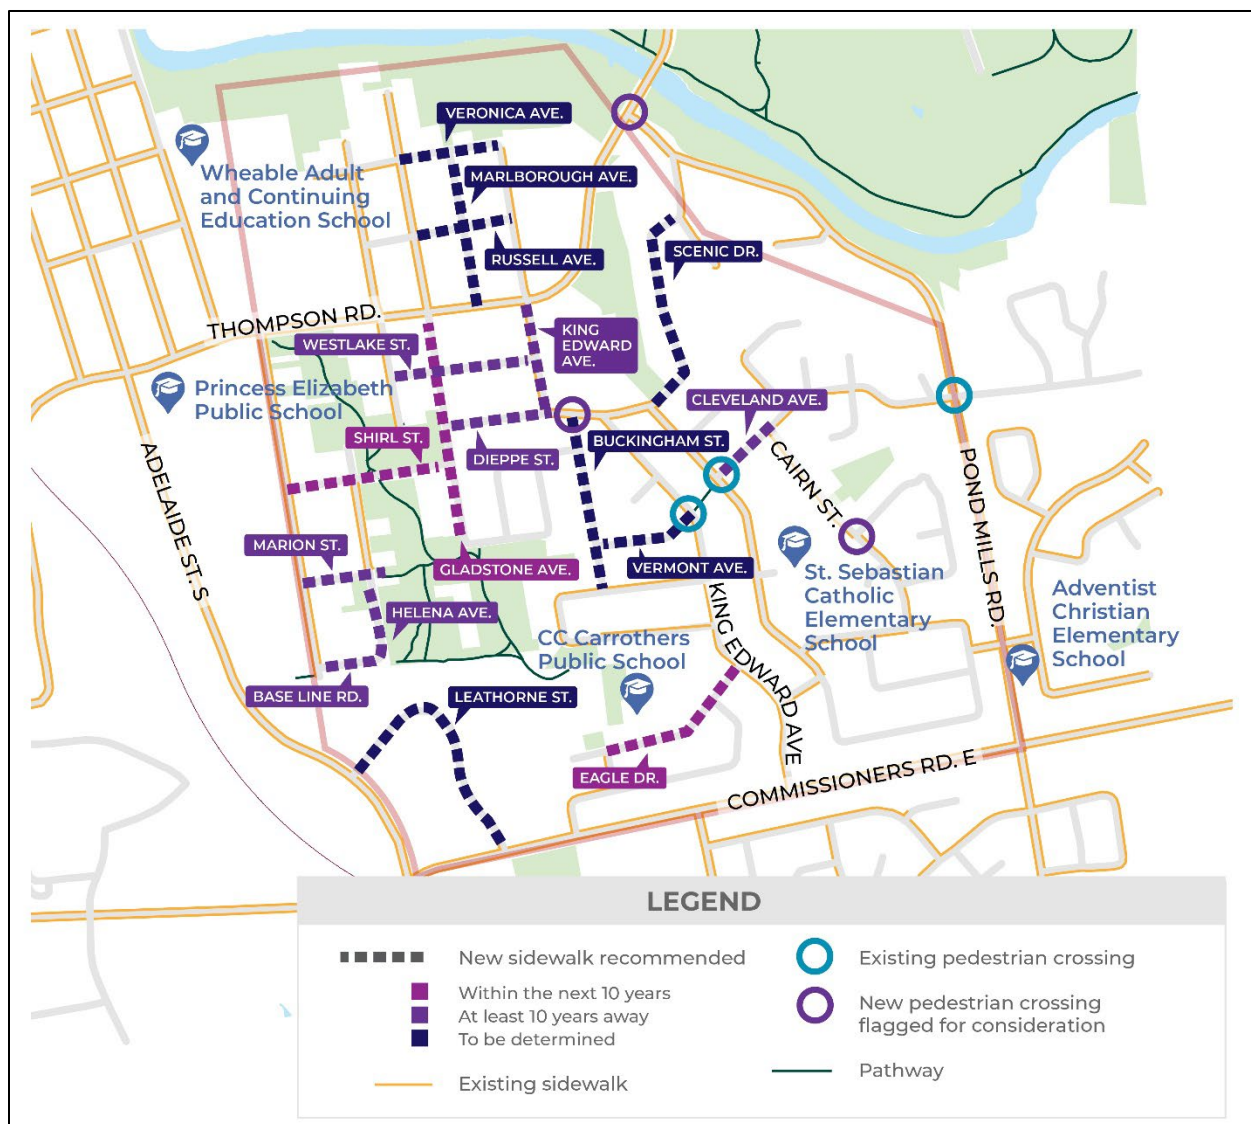 VERONICA AVE.
Wheable Adult
and Continuing
Education School
MARLBOROUGH AVE.
RUSSELL AVE.
SCENIC DR.
THOMPSON RD.
WESTLAKE ST.
KING
EDWARD
AVE.
Princess Elizabeth
Public School
CLEVELAND AVE.
SHIRL ST.
BUCKINGHAM ST.
DIEPPE ST.
CAIRN ST.
POND MILLS RD.
ADELAIDE ST. S
MARION ST.
GLADSTONE AVE.
VERMONT AVE.
St. Sebastian
Catholic
Elementary
School
Adventist
Christian
Elementary
School
HELENA AVE.
KING EDWARD AVE
CC Carrothers
Public School
BASE LINE RD.
LEATHORNE ST.
EAGLE DR.
COMMISSIONERS RD. E
LEGEND
New sidewalk recommended
Within the next 10 years
At least 10 years away
To be determined
Existing sidewalk
Existing pedestrian crossing
New pedestrian crossing
flagged for consideration
Pathway